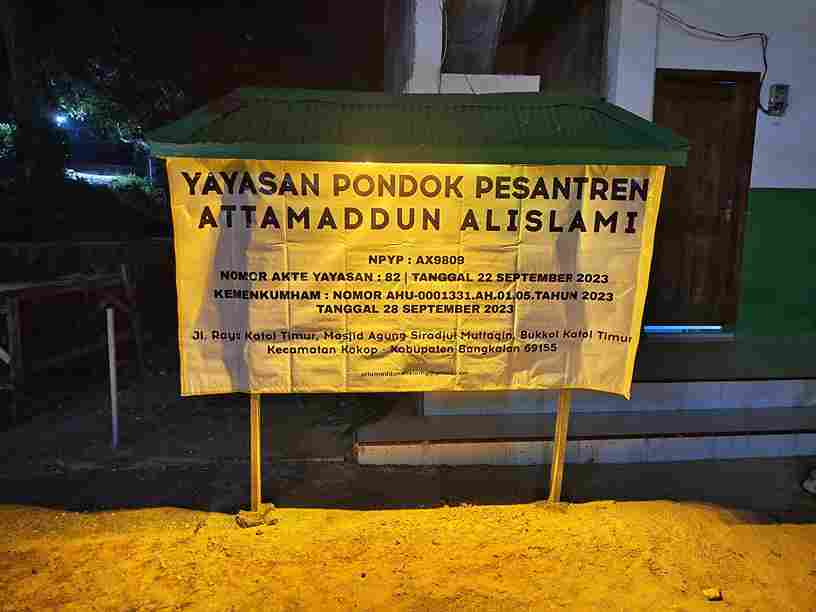 YAYASAN PONDOK PESANTREN
ATTAMADDUN ALISLAMI
NPYP : AX9809
NOMOR AKTE YAYASAN : 82 | TANGGAL 22 SEPTEMBER 2023
KEMENKUMHAM : NOMOR AHU-0001331.AH.01.05.TAHUN 2023
TANGGAL 28 SEPTEMBER 2023
Jl. Raya Katol Timur, Masjid Agung Sirodjul Muttaqin, Bukkol Katol Timur
Kecamatan Kokop - Kabupaten Bangkalan 69155